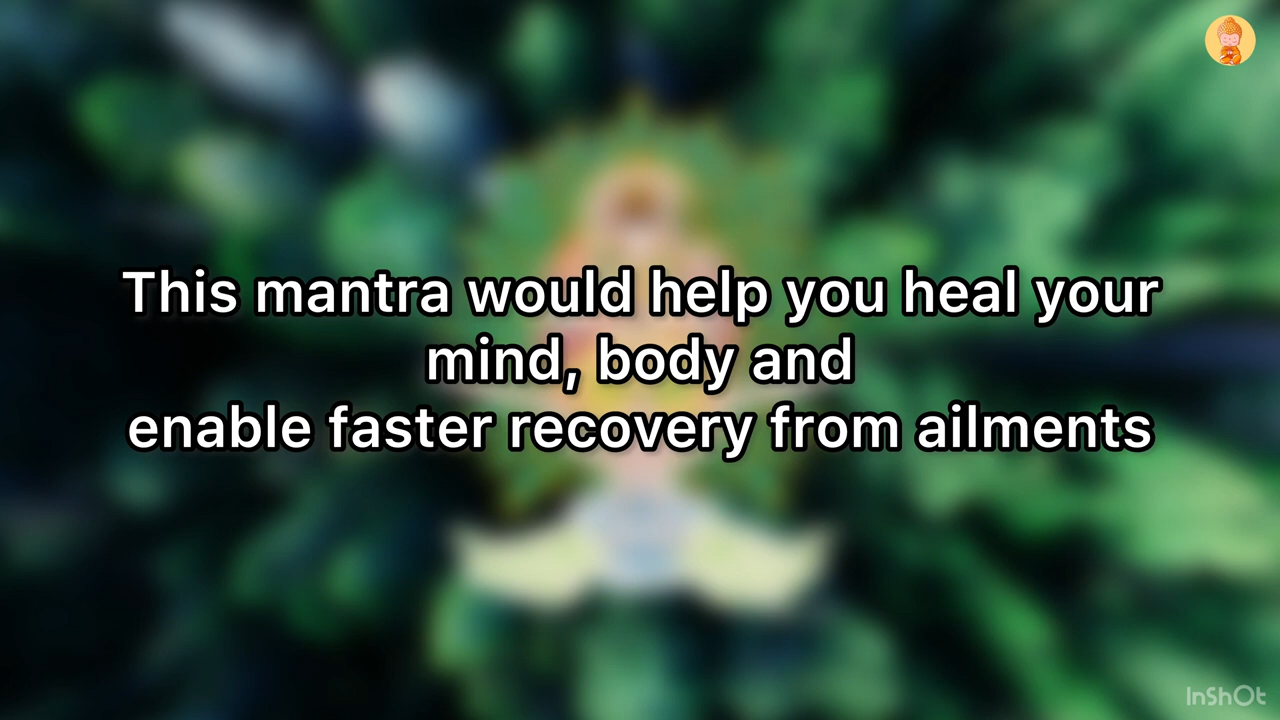 This mantra would help you heal your
mind, body and
enable faster recovery from ailments
InShOt